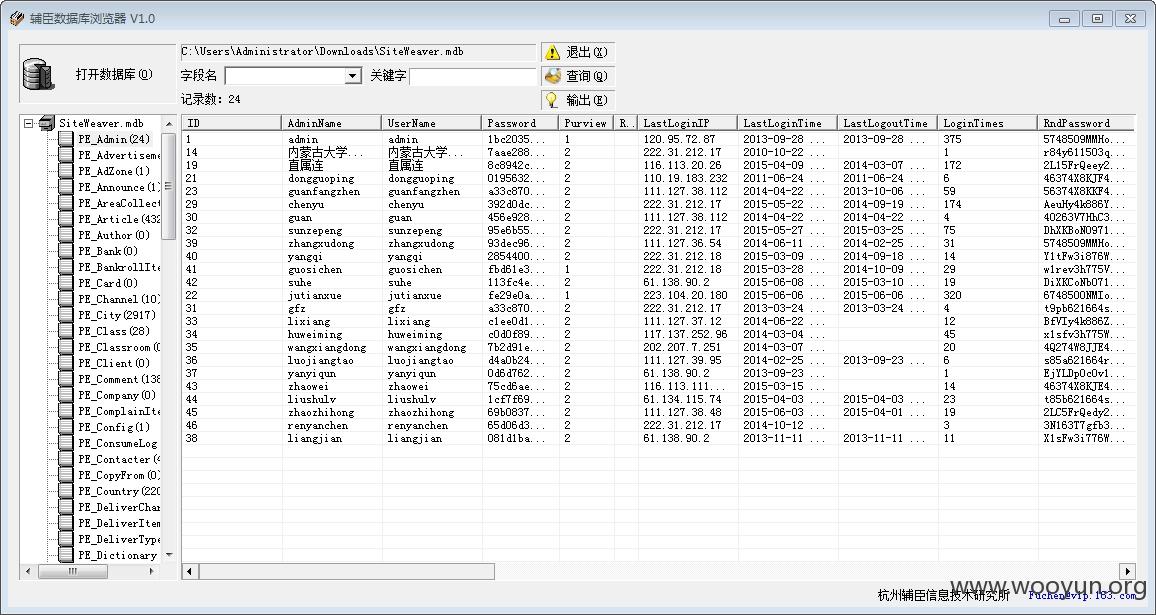 辅臣数据库浏览器 V1.0
打开数据库(O)
C:\Users\Administrator\Downloads\SiteWeaver.mdb
退出(X)
字段名 关键字
查询(Q)
记录数: 24
输出(E)
SiteWeaver.mdb
PE_Admin(24)
PE_Advertiseme
PE_AdZone(1)
PE_Announce(1)
PE_AreaCollect
PE_Article(432
PE_Author(0)
PE_Bank(0)
PE_BankrollIte
PE_Card(0)
PE_Channel(10)
PE_City(2917)
PE_Class(28)
PE_Classroom(0
PE_Client(0)
PE_Comment(138
PE_Company(0)
PE_ComplainIte
PE_Config(1)
PE_ConsumeLog
PE_Contacter(4
PE_CopyFrom(0)
PE_Country(220
PE_DeliverChar
PE_DeliverItem
PE_DeliverType
PE_Dictionary
ID AdminName UserName Password Purview R.. LastLoginIP LastLoginTime LastLogoutTime LoginTimes RndPassword
1 admin admin 1bc2035... 1 120.95.72.87 2013-09-28 ... 2013-09-28 ... 375 5748509MMHo...
14 内蒙古大学... 内蒙古大学... 7aae288... 2 222.31.212.17 2010-10-22 ... 1 r84y611503q...
19 直属连 直属连 8c8942c... 2 116.113.20.26 2015-04-09 ... 2014-03-07 ... 172 2L15FrQeey2...
21 dongguoping dongguoping 0195632... 2 110.19.183.232 2011-06-24 ... 2011-06-24 ... 6 46374X8KJF4...
23 guanfangzhen guanfangzhen a33c870... 2 111.127.38.112 2014-04-22 ... 2013-10-06 ... 59 56374X8KKF4...
29 chenyu chenyu 392d0dc... 2 222.31.212.17 2015-05-22 ... 2014-09-19 ... 174 AeuHy4k886Y...
30 guan guan 456e928... 2 111.127.38.112 2014-04-22 ... 2014-04-22 ... 4 40263V7HhC3...
32 sunzepeng sunzepeng 95e6b55... 2 222.31.212.17 2015-05-27 ... 2015-03-25 ... 75 DhXKBoNO971...
39 zhangxudong zhangxudong 93dec96... 2 111.127.36.54 2014-06-11 ... 2014-02-25 ... 31 5748509MMHo...
40 yangqi yangqi 2854400... 2 222.31.212.18 2015-03-09 ... 2014-09-18 ... 14 Y1tFw3i876W...
41 guosichen guosichen fbd61e3... 1 222.31.212.18 2015-03-28 ... 2014-10-09 ... 29 w1rev3h775V...
42 suhe suhe 113fc4e... 2 61.138.90.2 2015-06-08 ... 2015-03-10 ... 19 DiXKCoNbO71...
22 jutianxue jutianxue fe29e0a... 1 223.104.20.180 2015-06-06 ... 2015-06-06 ... 320 6748500NMIo...
31 gfz gfz a33c870... 2 222.31.212.17 2013-03-24 ... 2013-03-24 ... 4 t9pb621664s...
33 lixiang lixiang c1ee0d1... 2 111.127.37.12 2014-06-22 ... 12 BfVIy4k886Z...
34 huweiming huweiming c0d0f89... 2 117.137.252.96 2014-03-04 ... 45 x1sfv3h775W...
35 wangxiangdong wangxiangdong 7b2d91e... 2 202.207.7.251 2014-03-07 ... 20 4Q274W8JJE4...
36 luojiangtao luojiangtao d4a0b24... 2 111.127.39.95 2014-02-25 ... 2013-09-23 ... 6 s85a621664r...
37 yanyiqun yanyiqun 0d6d762... 2 61.138.90.2 2013-09-23 ... 1 EjYLDpOcOv1...
43 zhaowei zhaowei 75cd6ae... 2 116.113.111... 2015-03-15 ... 14 46374X8KJE4...
44 liushulv liushulv 1cf7f69... 2 61.134.115.74 2015-04-03 ... 2015-04-03 ... 23 t85b621664s...
45 zhaozhihong zhaozhihong 69b0837... 2 111.127.38.48 2015-06-03 ... 2015-04-01 ... 19 2LC5FrQedy2...
46 renyanchen renyanchen 65d06d3... 2 222.31.212.17 2014-10-12 ... 3 3N163T7gfb3...
38 liangjian liangjian 081d1ba... 2 61.138.90.2 2013-11-11 ... 2013-11-11 ... 11 X1sFw3i776W...
杭州辅臣信息技术研究所 Fuchen@vip.163.com
www.wooyun.org